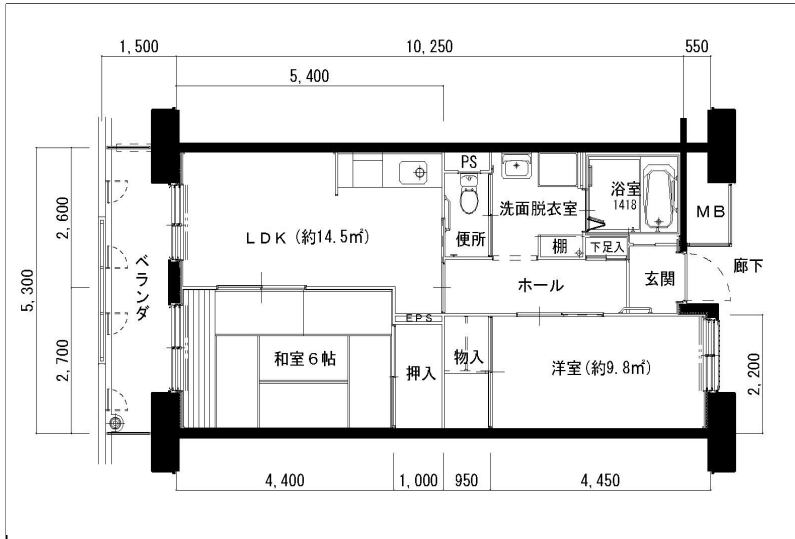 1,500
10,250
550
5,400
PS
浴室
1418
洗面脱衣室
MB
便所
LDK(約14.5㎡)
棚
下足入
2,600
5,300
ベランダ
ホール
玄関
廊下
EPS
和室6帖
押入
物入
洋室(約9.8㎡)
2,700
2,200
4,400
1,000
950
4,450